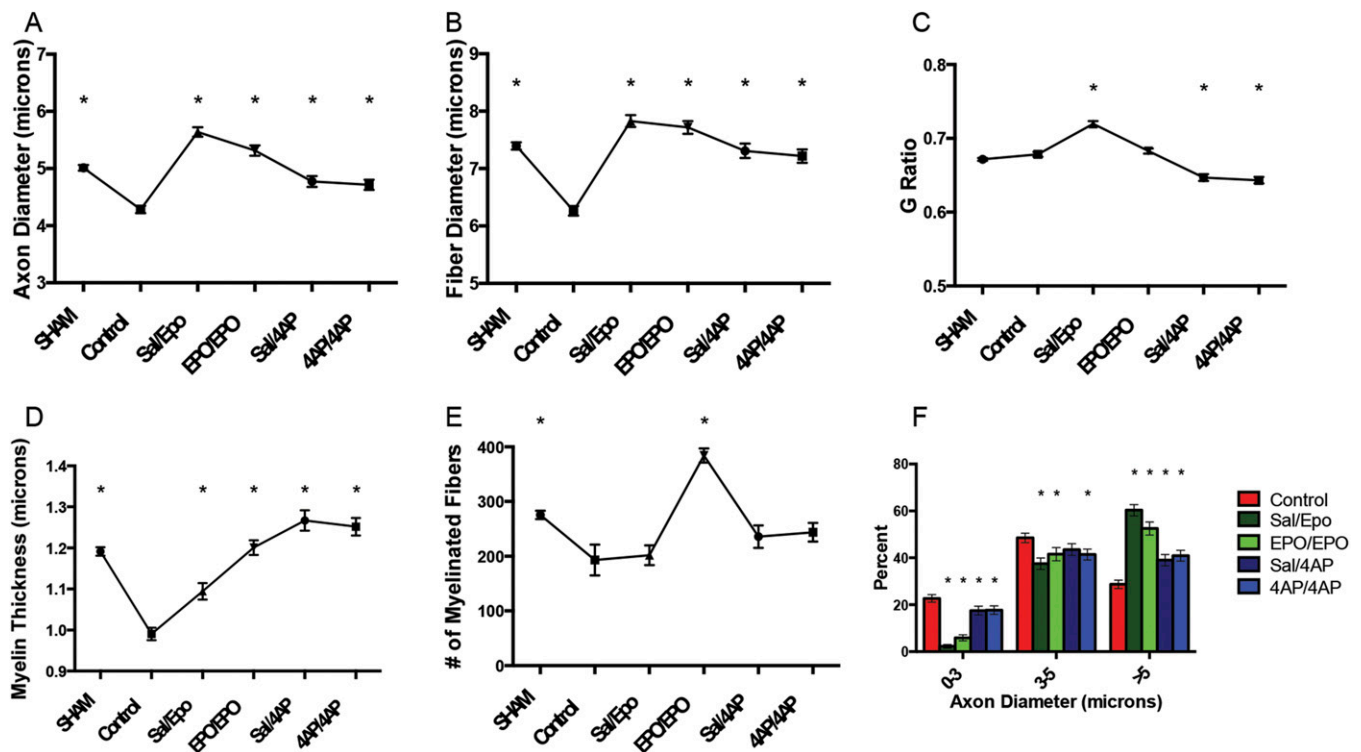 A
Axon Diameter (microns)
7
6
5
4
3
*
*
*
*
*
SHAM
Control
Sal/Epo
EPO/EPO
Sal/4AP
4AP/4AP
B
Fiber Diameter (microns)
9
8
7
6
5
*
*
*
*
*
SHAM
Control
Sal/Epo
EPO/EPO
Sal/4AP
4AP/4AP
C
G Ratio
0.8
0.7
0.6
0.5
*
*
*
SHAM
Control
Sal/Epo
EPO/EPO
Sal/4AP
4AP/4AP
D
Myelin Thickness (microns)
1.4
1.3
1.2
1.1
1.0
0.9
*
*
*
*
*
SHAM
Control
Sal/Epo
EPO/EPO
Sal/4AP
4AP/4AP
E
# of Myelinated Fibers
400
300
200
100
0
*
*
SHAM
Control
Sal/Epo
EPO/EPO
Sal/4AP
4AP/4AP
F
Percent
80
60
40
20
0
* * * *
* * *
* * * *
0-3
3-5
>5
Axon Diameter (microns)
Control
Sal/Epo
EPO/EPO
Sal/4AP
4AP/4AP